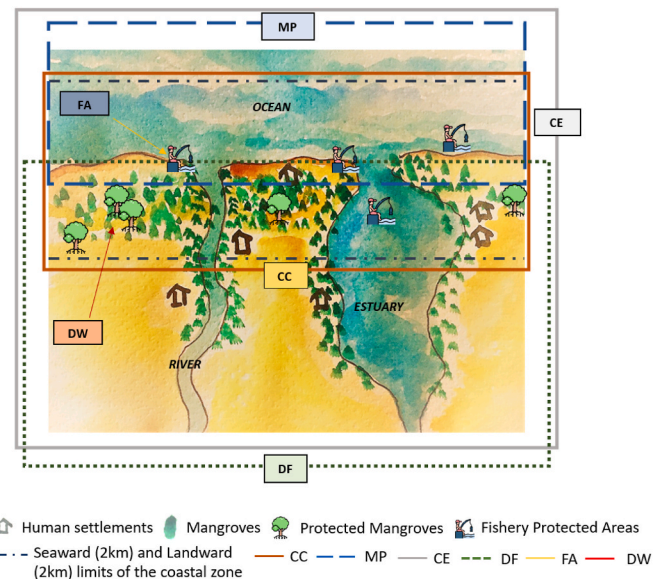 MP
FA
OCEAN
CE
CC
DW
ESTUARY
RIVER
DF
Human settlements Mangroves Protected Mangroves Fishery Protected Areas
Seaward (2km) and Landward (2km) limits of the coastal zone CC MP CE DF FA DW